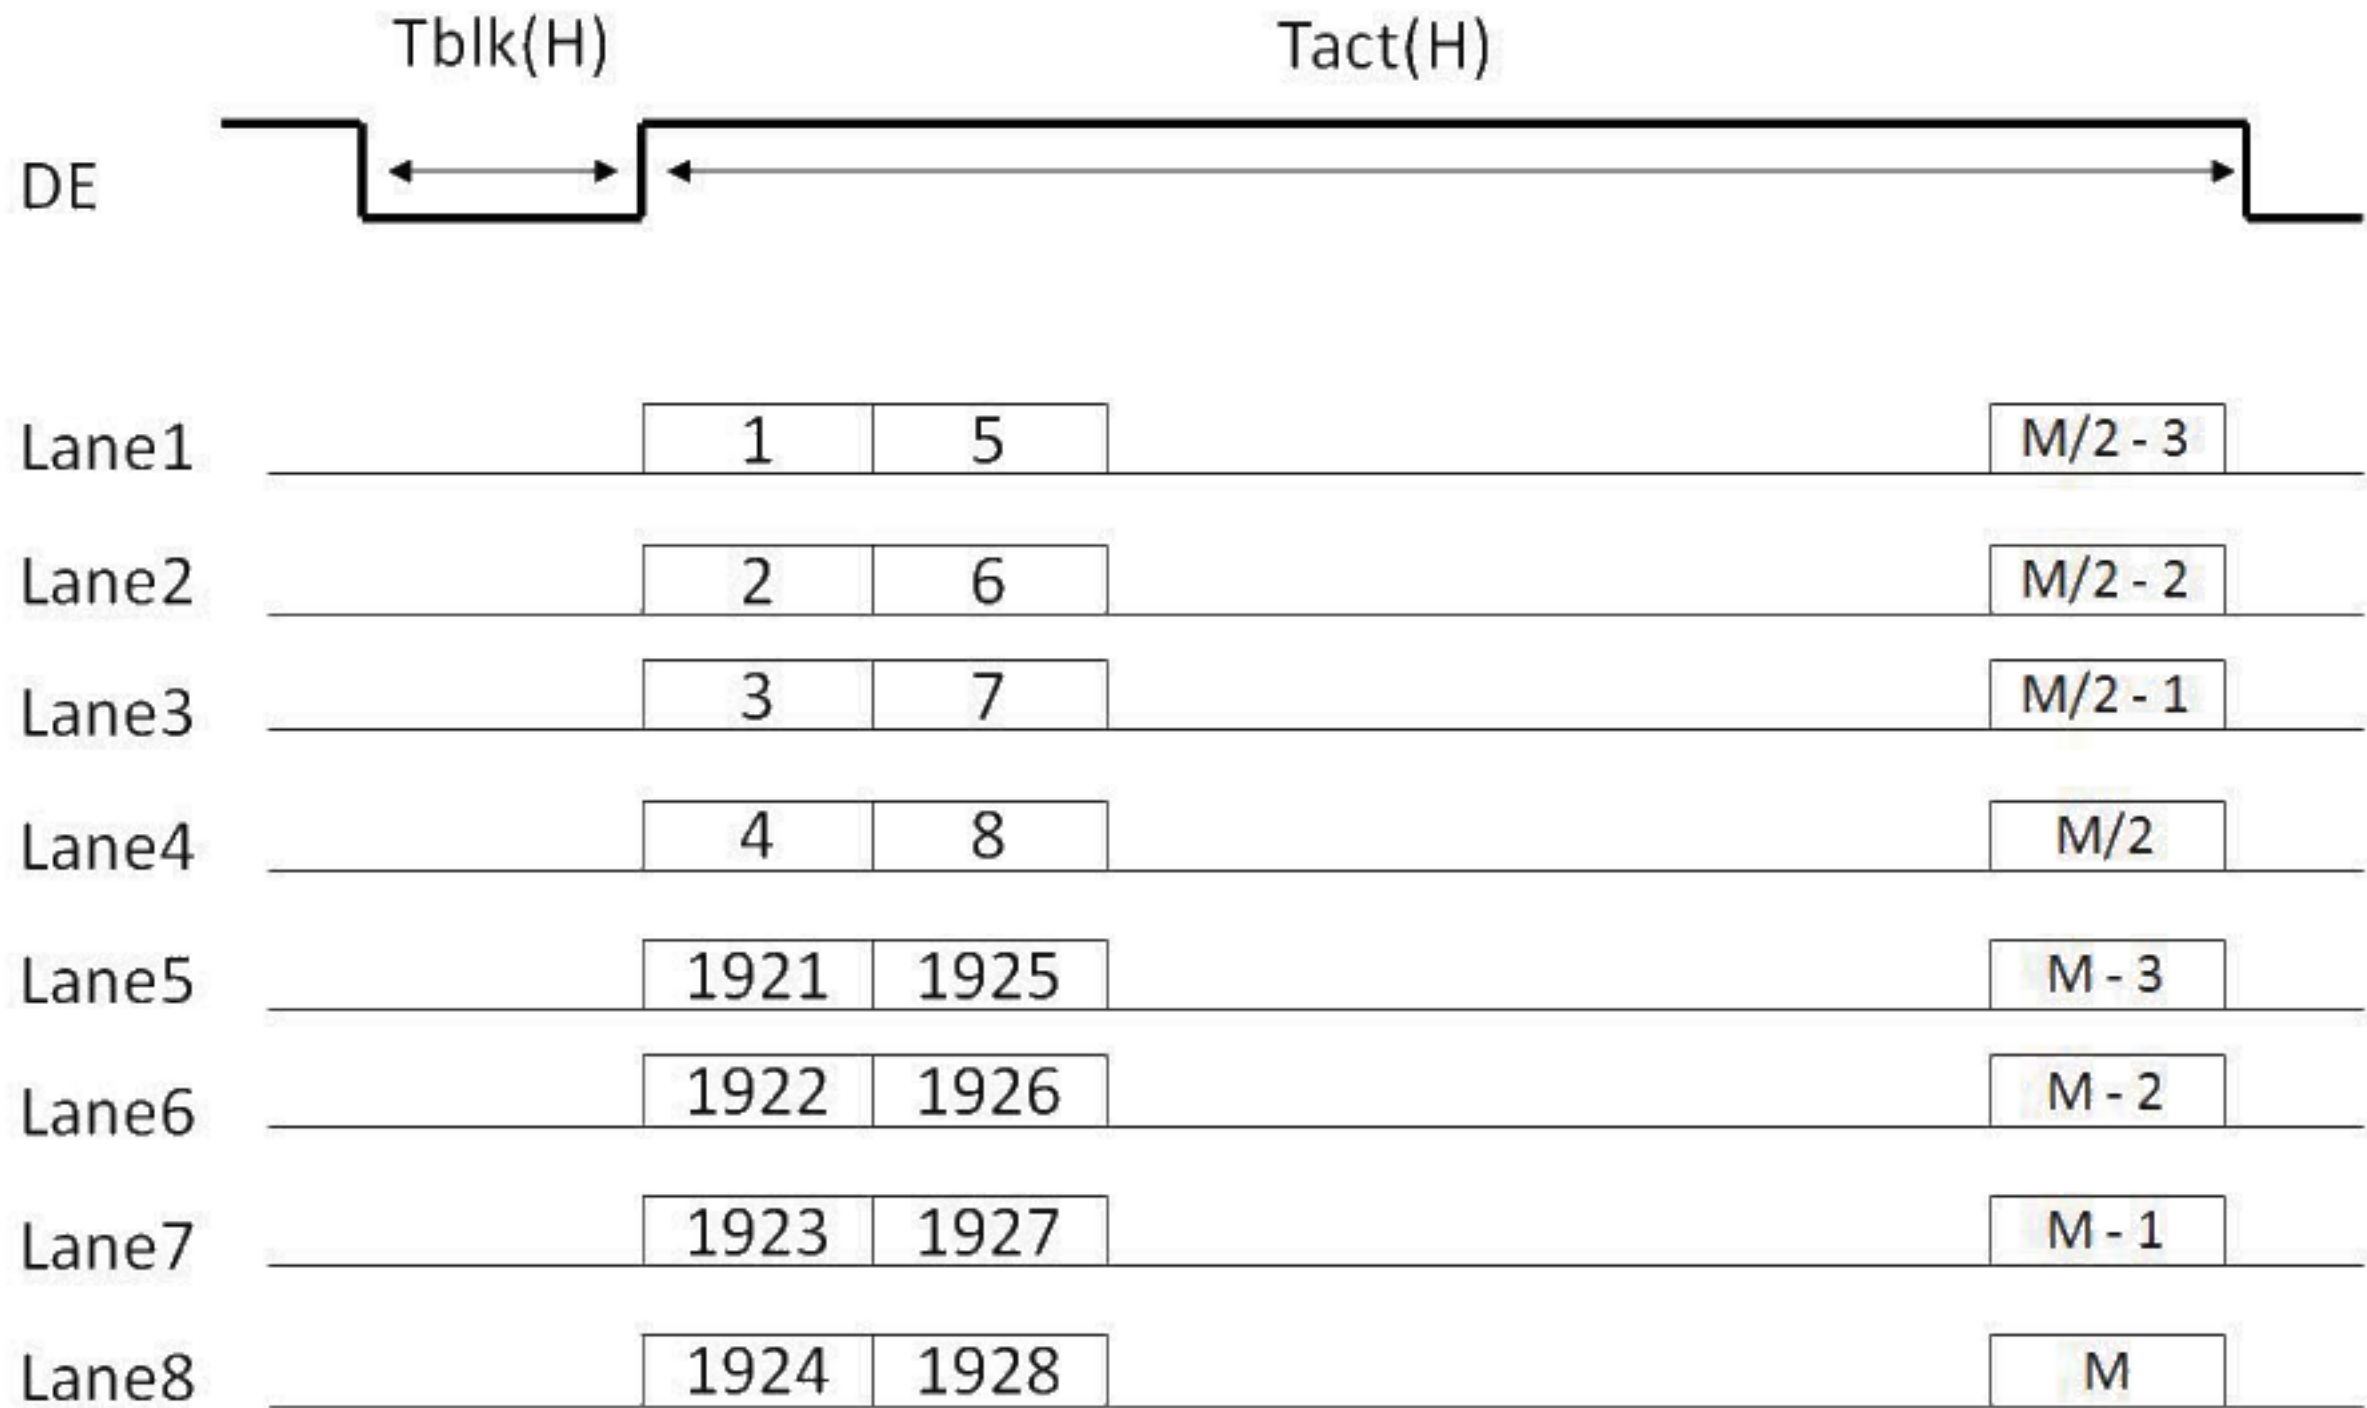 Tblk(H) Tact(H)
DE
Lane1 1 5 M/2 - 3
Lane2 2 6 M/2 - 2
Lane3 3 7 M/2 - 1
Lane4 4 8 M/2
Lane5 1921 1925 M - 3
Lane6 1922 1926 M - 2
Lane7 1923 1927 M - 1
Lane8 1924 1928 M